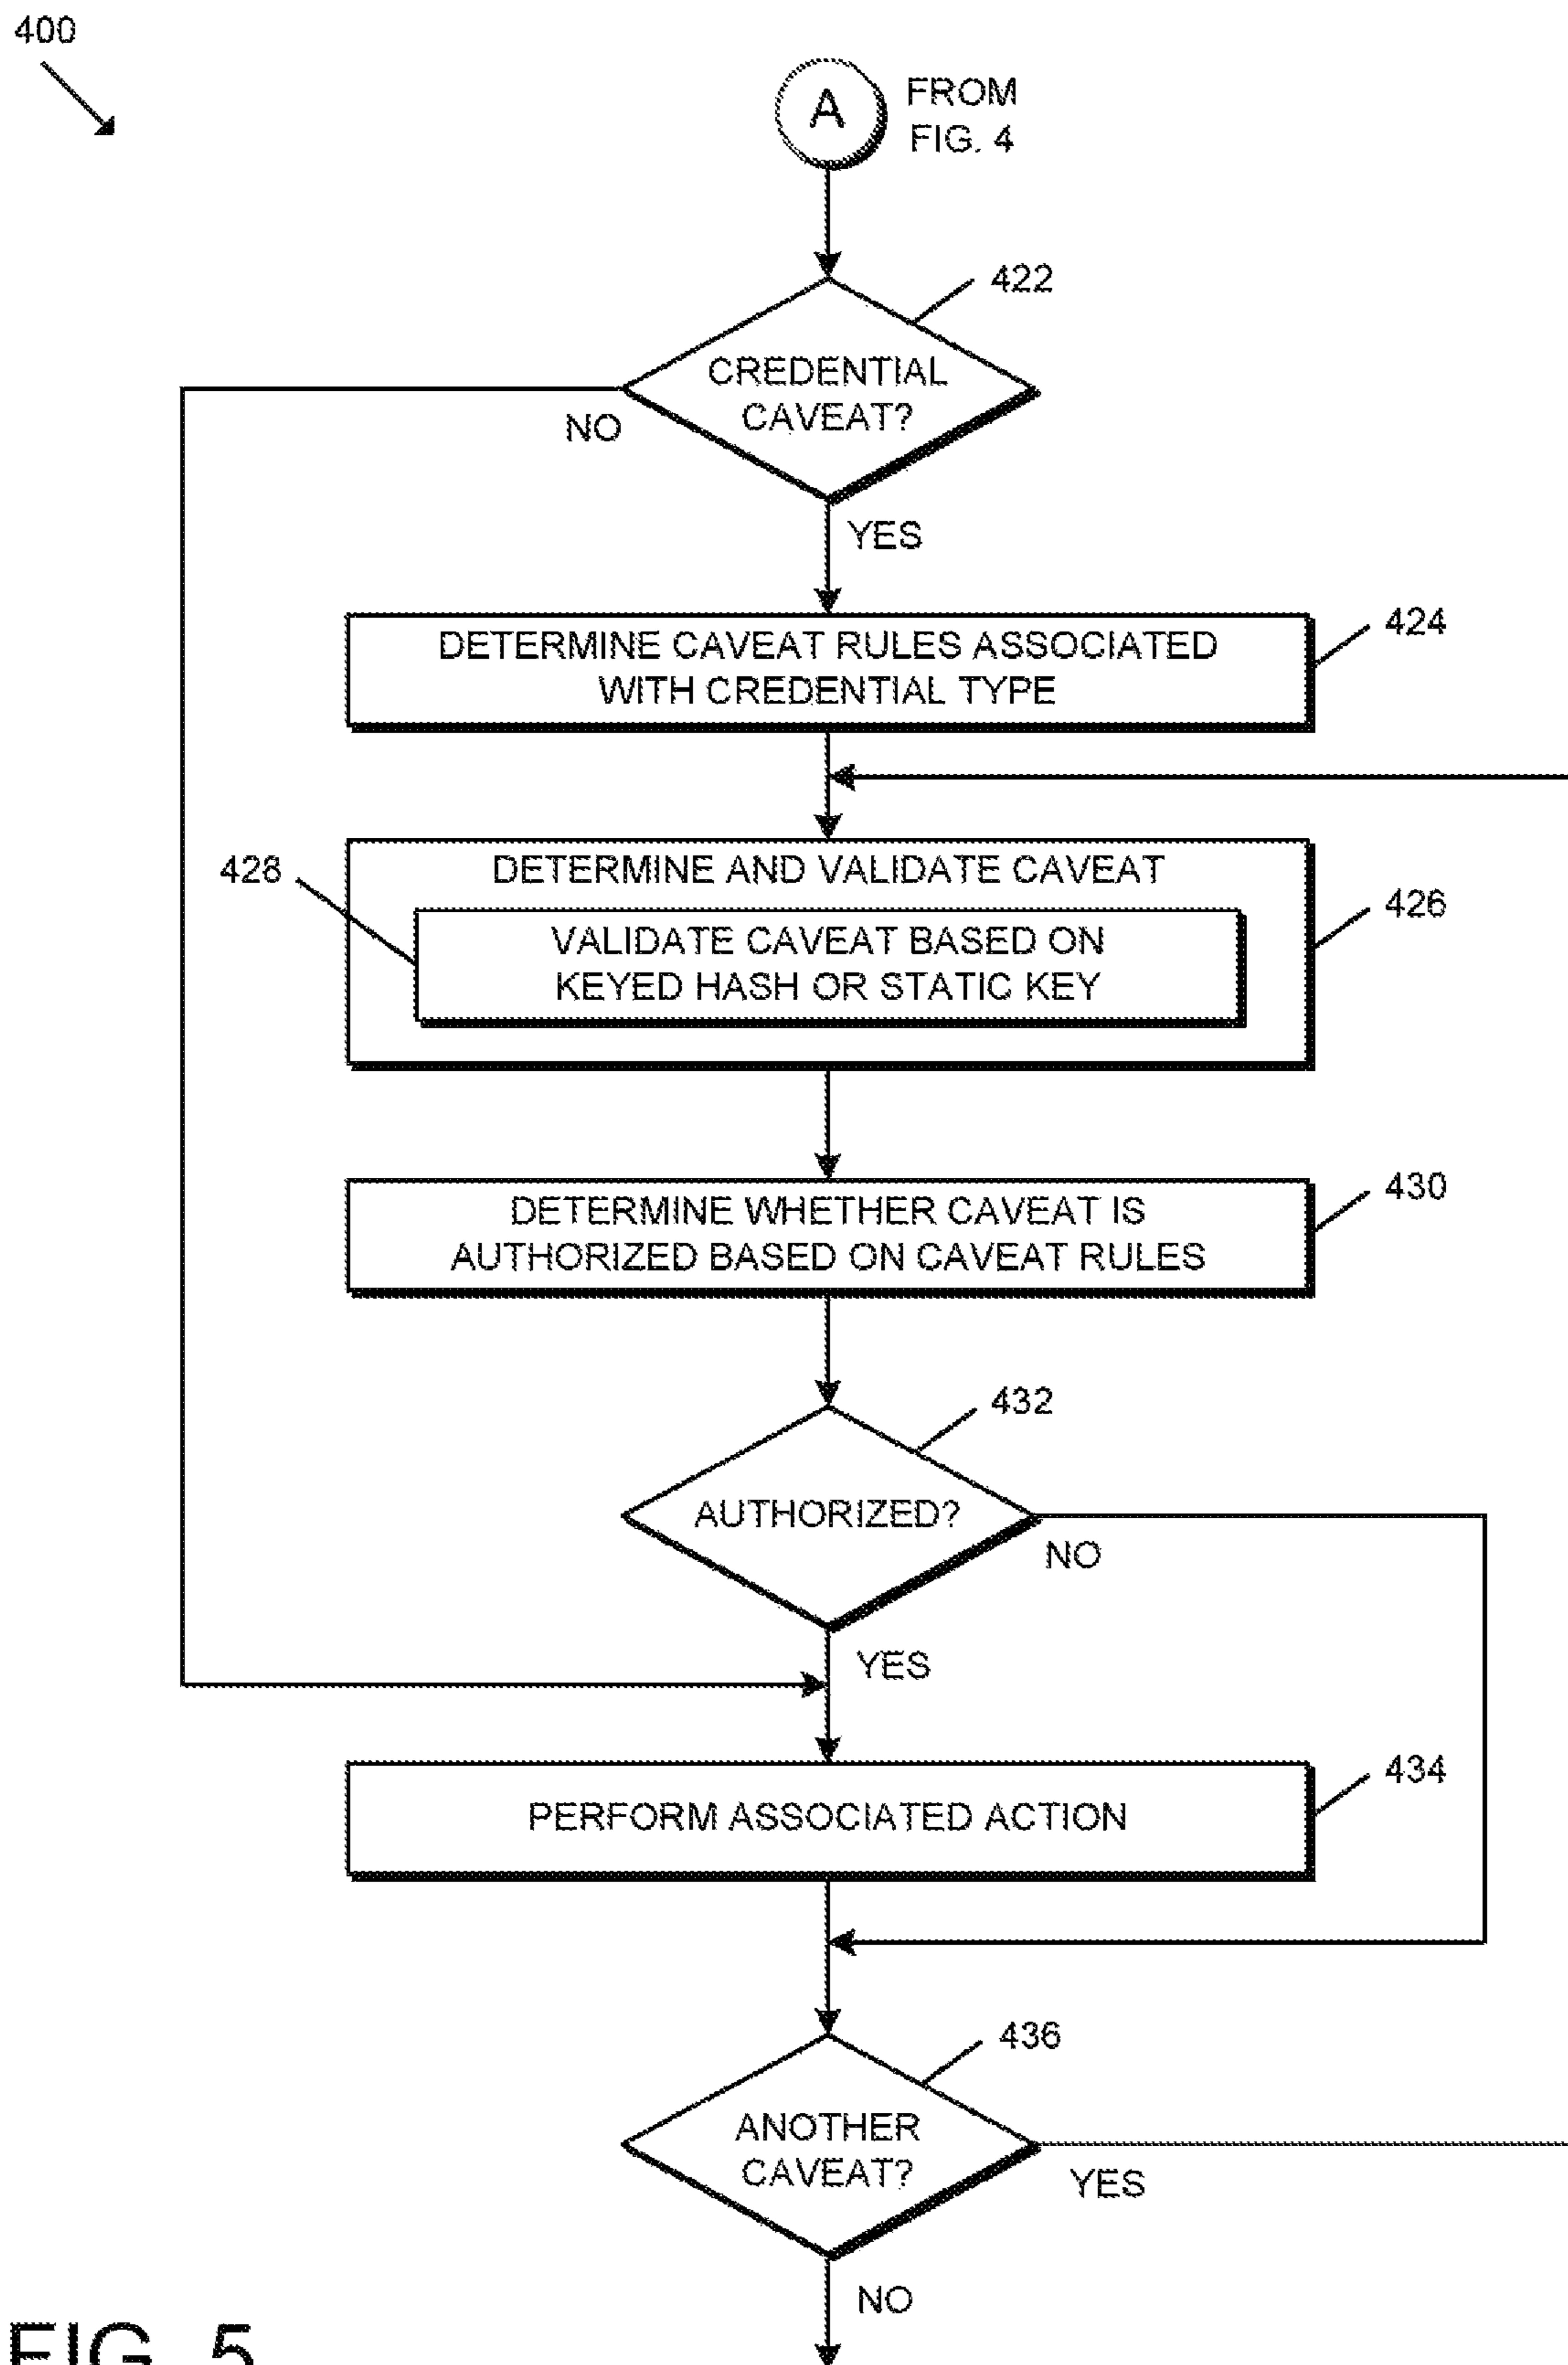 400
A
FROM
FIG. 4
422
CREDENTIAL
CAVEAT?
NO
YES
424
DETERMINE CAVEAT RULES ASSOCIATED
WITH CREDENTIAL TYPE
428
DETERMINE AND VALIDATE CAVEAT
426
VALIDATE CAVEAT BASED ON
KEYED HASH OR STATIC KEY
430
DETERMINE WHETHER CAVEAT IS
AUTHORIZED BASED ON CAVEAT RULES
432
AUTHORIZED?
NO
YES
434
PERFORM ASSOCIATED ACTION
436
ANOTHER
CAVEAT?
YES
NO
FIG. 5